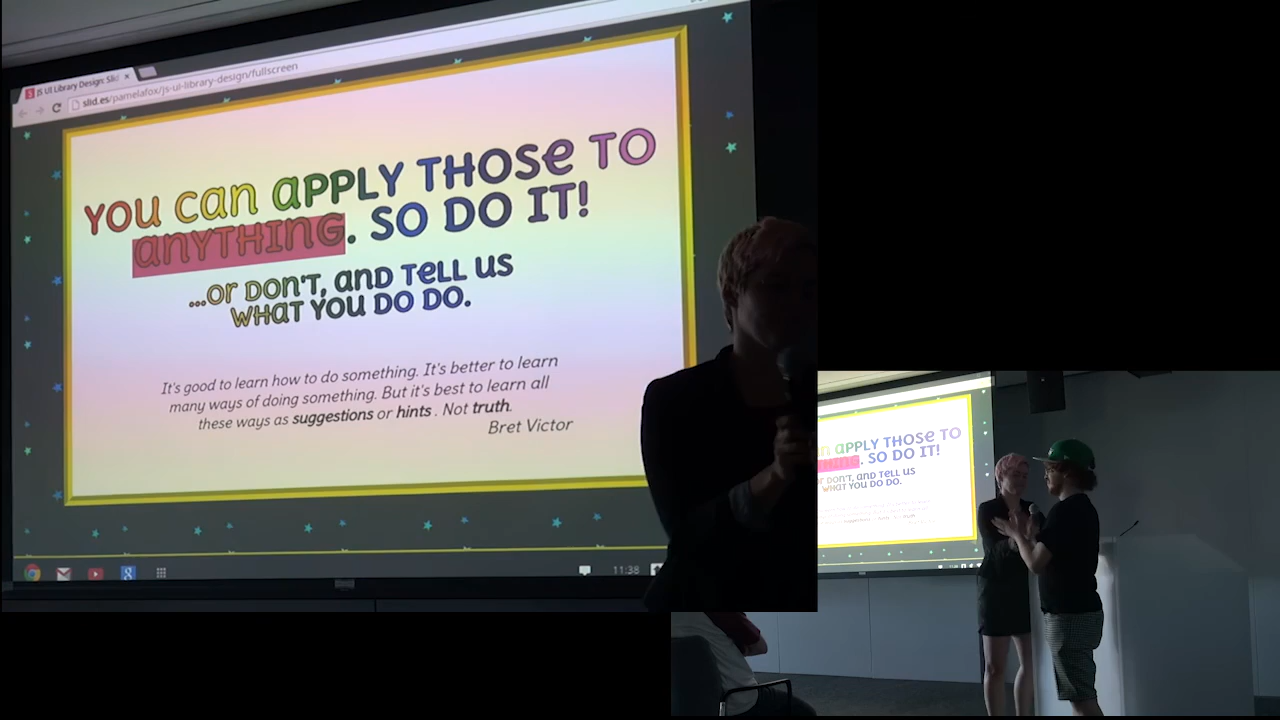 JS UI Library Design: Slid
slid.es/pamelafox/js-ui-library-design/fullscreen
YOU can aPPLY THOSe TO
anYTHING. SO DO IT!
...Or DOn'T, anD TeLL US
WHaT YOU DO DO.
It's good to learn how to do something. It's better to learn
many ways of doing something. But it's best to learn all
these ways as suggestions or hints . Not truth.
Bret Victor
11:38
aPPLY THOSe TO
. SO DO IT!
DOn'T, anD TeLL US
WHaT YOU DO DO.